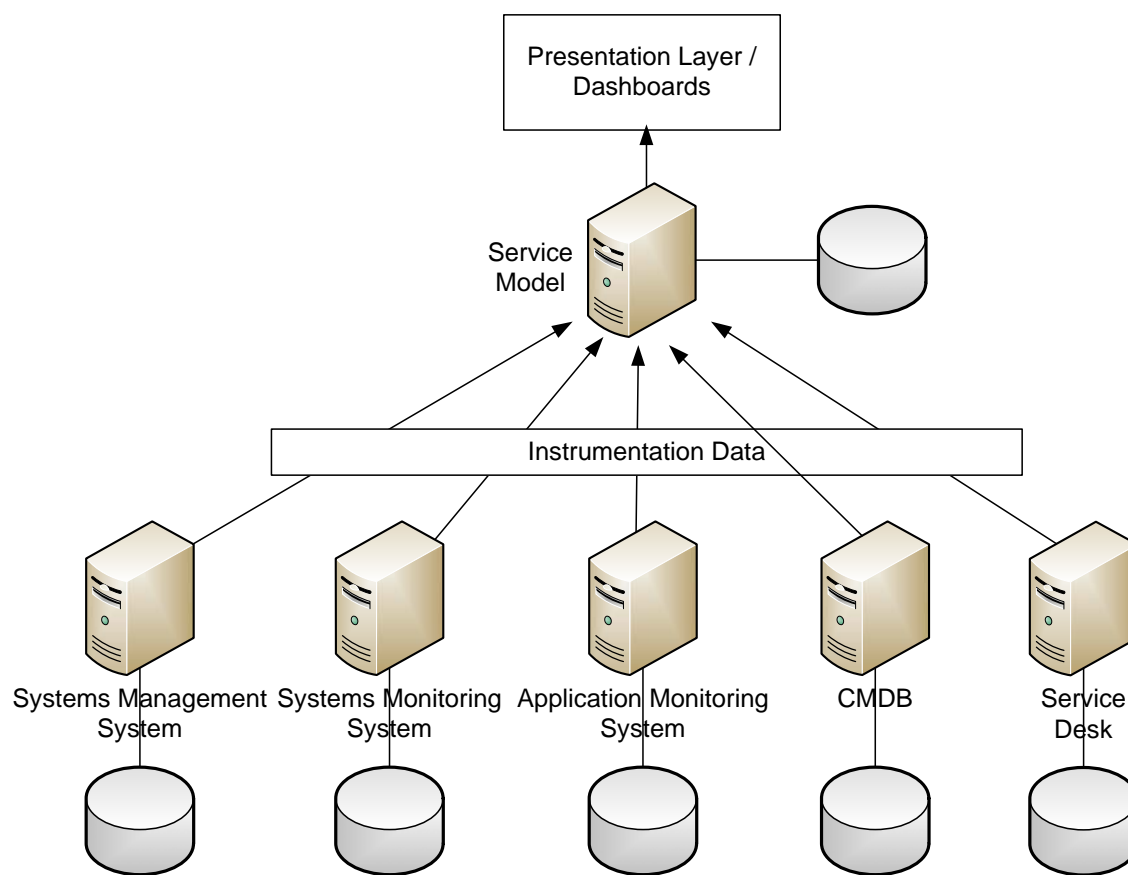 Presentation Layer /
Dashboards
Service
Model
Instrumentation Data
Systems Management
System
Systems Monitoring
System
Application Monitoring
System
CMDB
Service
Desk